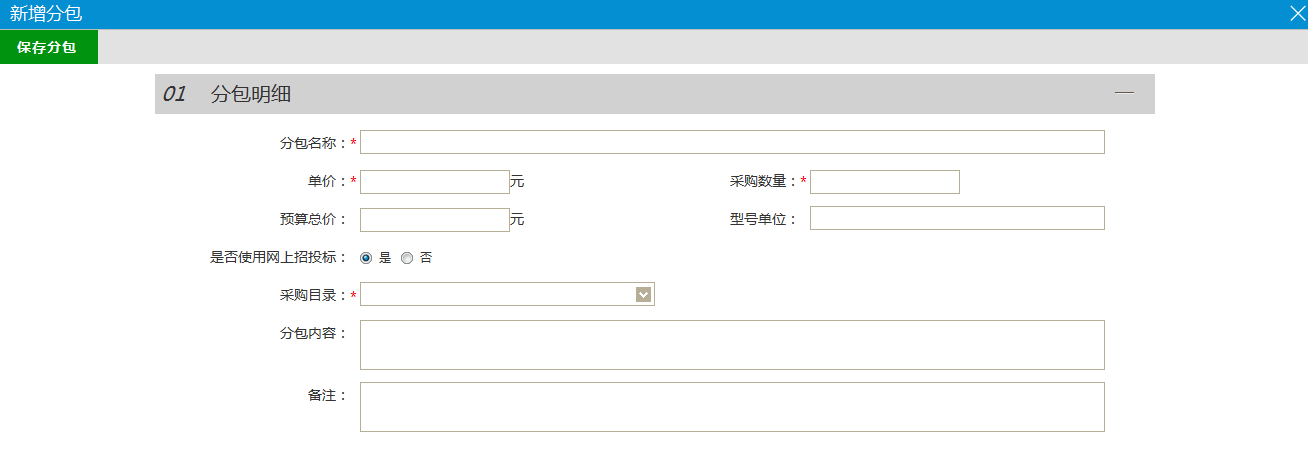 新增分包
保存分包
01 分包明细
分包名称：*
单价：* 元 采购数量：*
预算总价： 元 型号单位：
是否使用网上招投标： 是 否
采购目录：*
分包内容：
备注：